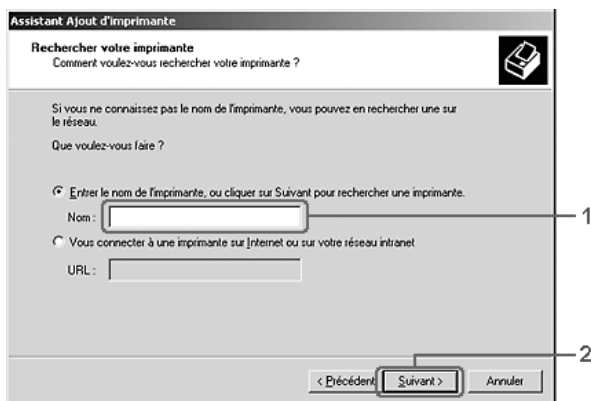 Assistant Ajout d'imprimante
Rechercher votre imprimante
Comment voulez-vous rechercher votre imprimante ?
Si vous ne connaissez pas le nom de l'imprimante, vous pouvez en rechercher une sur
le réseau.
Que voulez-vous faire ?
Entrer le nom de l'imprimante, ou cliquer sur Suivant pour rechercher une imprimante.
Nom :
1
Vous connecter à une imprimante sur Internet ou sur votre réseau intranet
URL :
2
< Précédent
Suivant >
Annuler